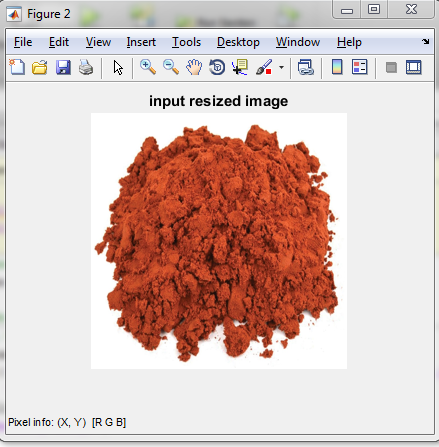 Figure 2
File Edit View Insert Tools Desktop Window Help
input resized image
Pixel info: (X, Y) [R G B]